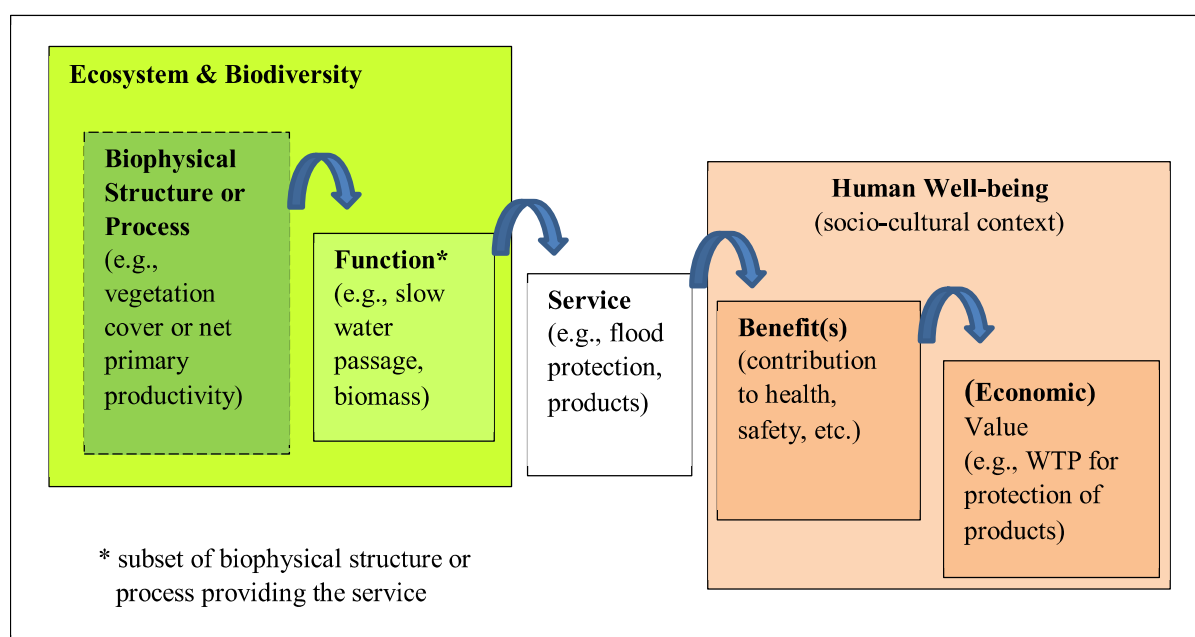 Ecosystem & Biodiversity
Biophysical
Structure or
Process
(e.g.,
vegetation
cover or net
primary
productivity)
Function*
(e.g., slow
water
passage,
biomass)
Service
(e.g., flood
protection,
products)
Human Well-being
(socio-cultural context)
Benefit(s)
(contribution
to health,
safety, etc.)
(Economic)
Value
(e.g., WTP for
protection of
products)
* subset of biophysical structure or
process providing the service